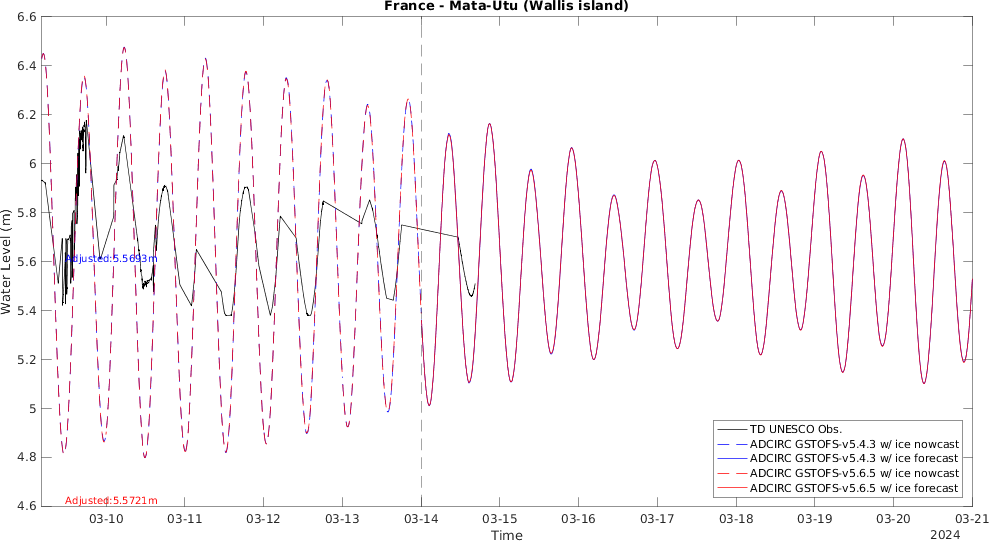 France - Mata-Utu (Wallis island)
6.6
6.4
6.2
6
5.8
5.6
5.4
5.2
5
4.8
4.6
Water Level (m)
Adjusted:5.5693m
Adjusted:5.5721m
TD UNESCO Obs.
ADCIRC GSTOFS-v5.4.3 w/ ice nowcast
ADCIRC GSTOFS-v5.4.3 w/ ice forecast
ADCIRC GSTOFS-v5.6.5 w/ ice nowcast
ADCIRC GSTOFS-v5.6.5 w/ ice forecast
03-10 03-11 03-12 03-13 03-14 03-15 03-16 03-17 03-18 03-19 03-20 03-21
Time
2024